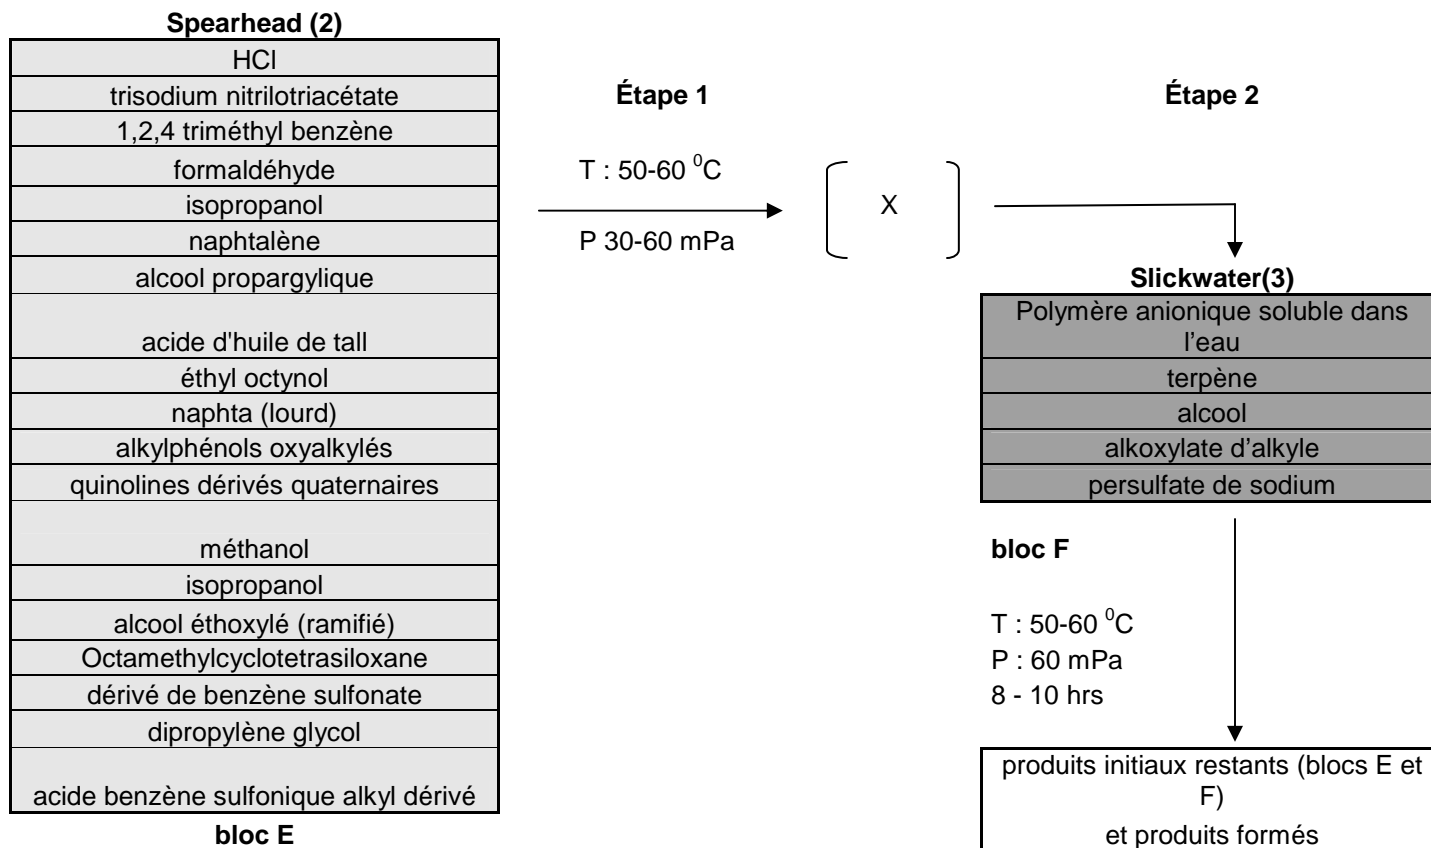 Spearhead (2)
HCl
trisodium nitrilotriacétate
1,2,4 triméthyl benzène
formaldéhyde
isopropanol
naphtalène
alcool propargylique
acide d'huile de tall
éthyl octynol
naphta (lourd)
alkylphénols oxyalkylés
quinolines dérivés quaternaires
méthanol
isopropanol
alcool éthoxylé (ramifié)
Octamethylcyclotetrasiloxane
dérivé de benzène sulfonate
dipropylène glycol
acide benzène sulfonique alkyl dérivé
bloc E
Étape 1
T : 50-60 ⁰C
P 30-60 mPa
X
Étape 2
Slickwater(3)
Polymère anionique soluble dans
l'eau
terpène
alcool
alkoxylate d'alkyle
persulfate de sodium
bloc F
T : 50-60 ⁰C
P : 60 mPa
8 - 10 hrs
produits initiaux restants (blocs E et
F)
et produits formés